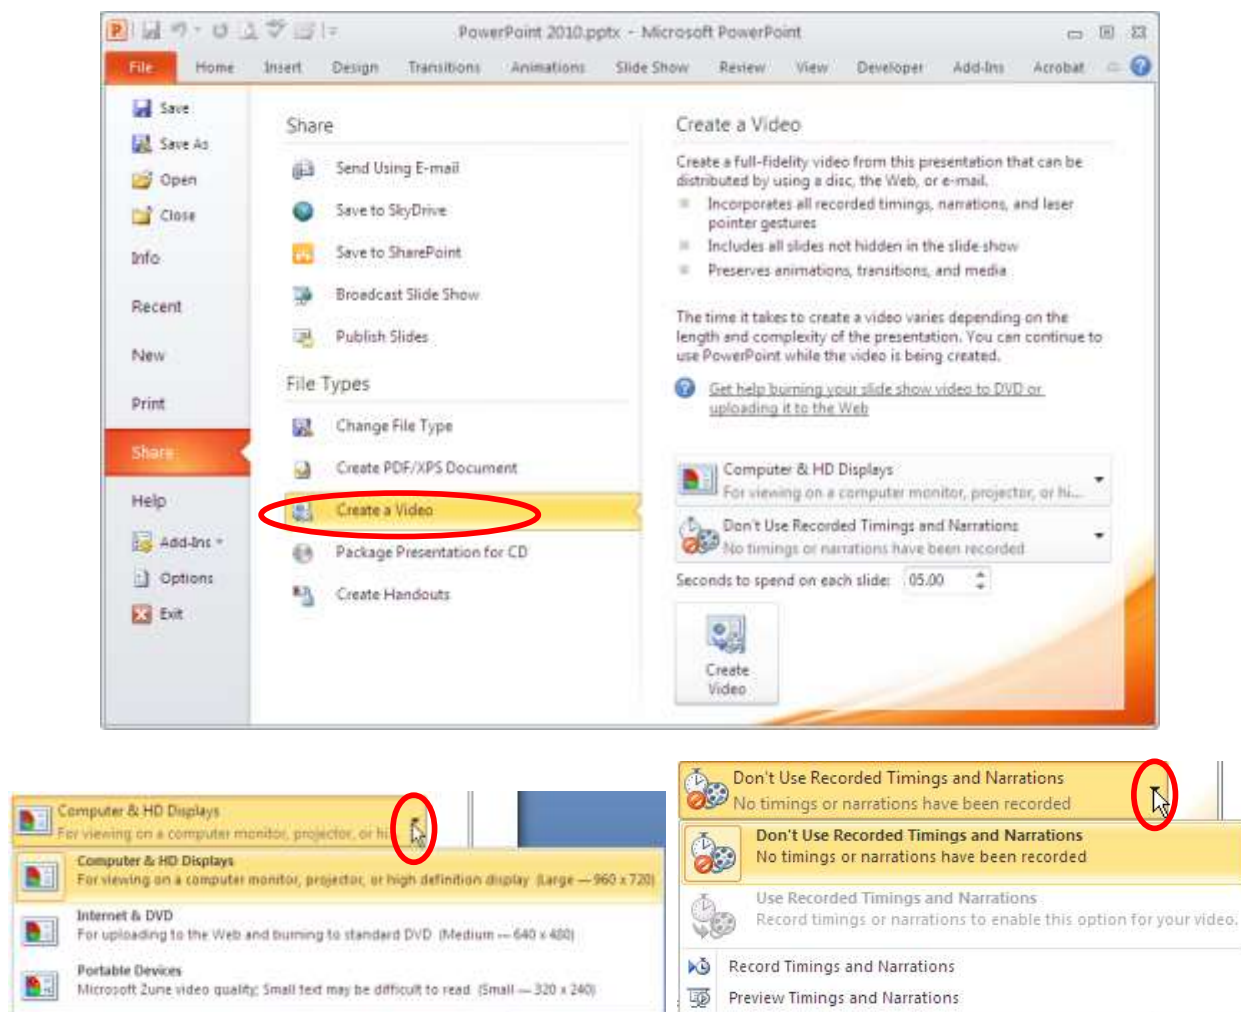 PowerPoint 2010.pptx - Microsoft PowerPoint
File Home Insert Design Transitions Animations Slide Show Review View Developer Add-Ins Acrobat
Save
Save As
Open
Close
Info
Recent
New
Print
Share
Help
Add-Ins
Options
Exit
Share
Send Using E-mail
Save to SkyDrive
Save to SharePoint
Broadcast Slide Show
Publish Slides
File Types
Change File Type
Create PDF/XPS Document
Create a Video
Package Presentation for CD
Create Handouts
Create a Video
Create a full-fidelity video from this presentation that can be
distributed by using a disc, the Web, or e-mail.
Incorporates all recorded timings, narrations, and laser
pointer gestures
Includes all slides not hidden in the slide show
Preserves animations, transitions, and media
The time it takes to create a video varies depending on the
length and complexity of the presentation. You can continue to
use PowerPoint while the video is being created.
Get help burning your slide show video to DVD or
uploading it to the Web
Computer & HD Displays
For viewing on a computer monitor, projector, or hi...
Don't Use Recorded Timings and Narrations
No timings or narrations have been recorded
Seconds to spend on each slide: 05.00
Create
Video
Computer & HD Displays
For viewing on a computer monitor, projector, or hi
Computer & HD Displays
For viewing on a computer monitor, projector, or high definition display (Large — 960 x 720)
Internet & DVD
For uploading to the Web and burning to standard DVD (Medium — 640 x 480)
Portable Devices
Microsoft Zune video quality; Small text may be difficult to read (Small — 320 x 240)
Don't Use Recorded Timings and Narrations
No timings or narrations have been recorded
Don't Use Recorded Timings and Narrations
No timings or narrations have been recorded
Use Recorded Timings and Narrations
Record timings or narrations to enable this option for your video.
Record Timings and Narrations
Preview Timings and Narrations